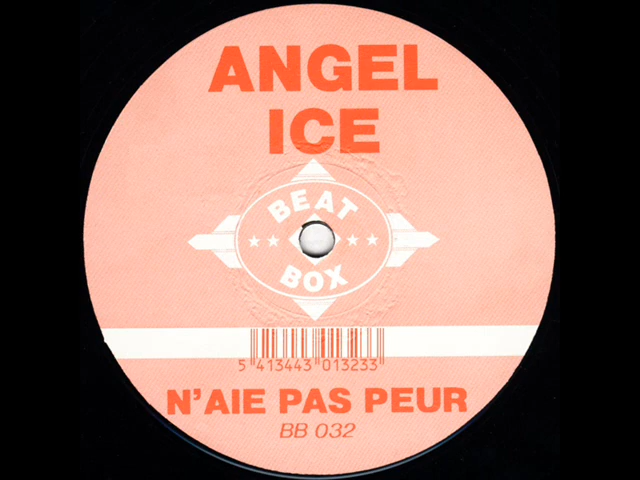 ANGEL
ICE
BEAT
BOX
5 413443 013233
N'AIE PAS PEUR
BB 032